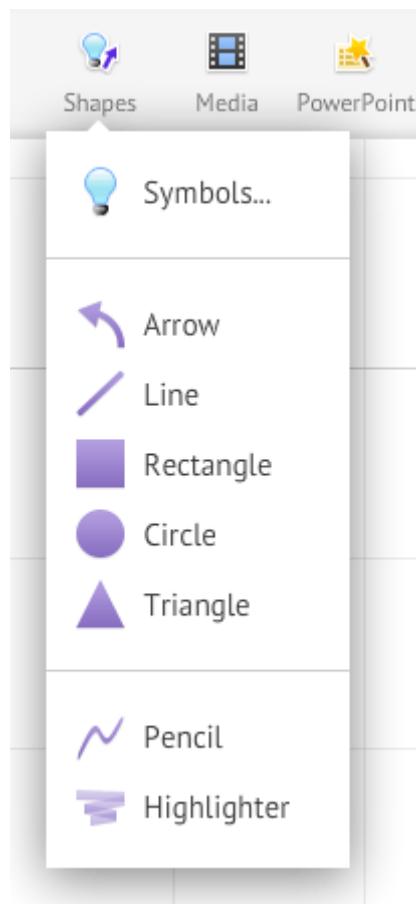 Shapes Media PowerPoint
Symbols...
Arrow
Line
Rectangle
Circle
Triangle
Pencil
Highlighter